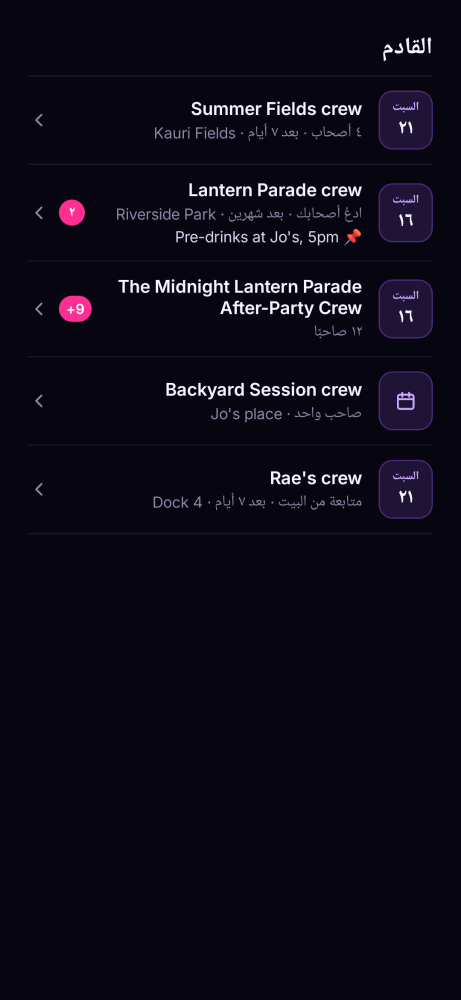 القادم
السبت
٢١
Summer Fields crew
٤ أصحاب · بعد ٧ أيام · Kauri Fields
السبت
١٦
Lantern Parade crew
ادعُ أصحابك · بعد شهرين · Riverside Park
📌 Pre-drinks at Jo's, 5pm
٢
السبت
١٦
The Midnight Lantern Parade
After-Party Crew
١٢ صاحبًا
+9
Backyard Session crew
صاحب واحد · Jo's place
السبت
٢١
Rae's crew
متابعة من البيت · بعد ٧ أيام · Dock 4